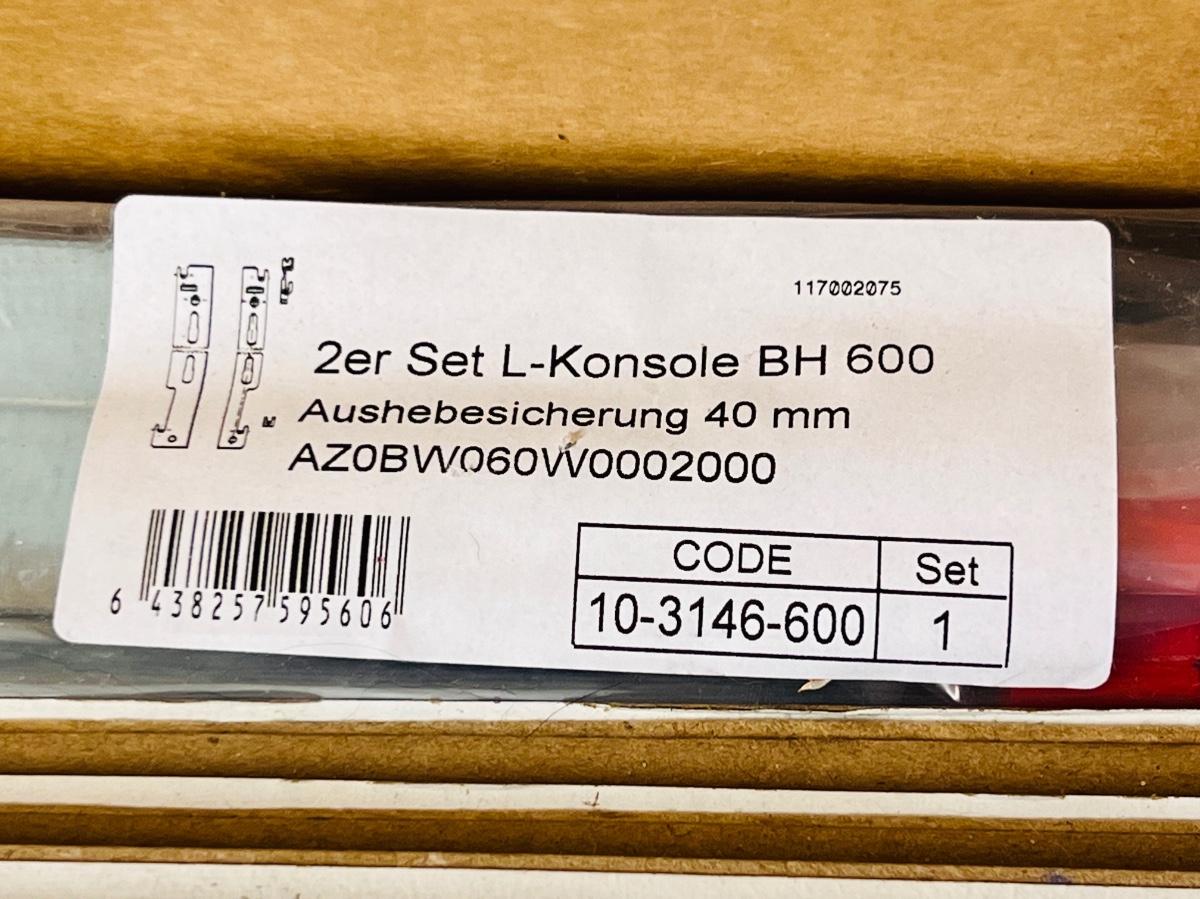 117002075
2er Set L-Konsole BH 600
Aushebesicherung 40 mm
AZ0BW060W0002000
6 438257 595606
CODE Set
10-3146-600 1